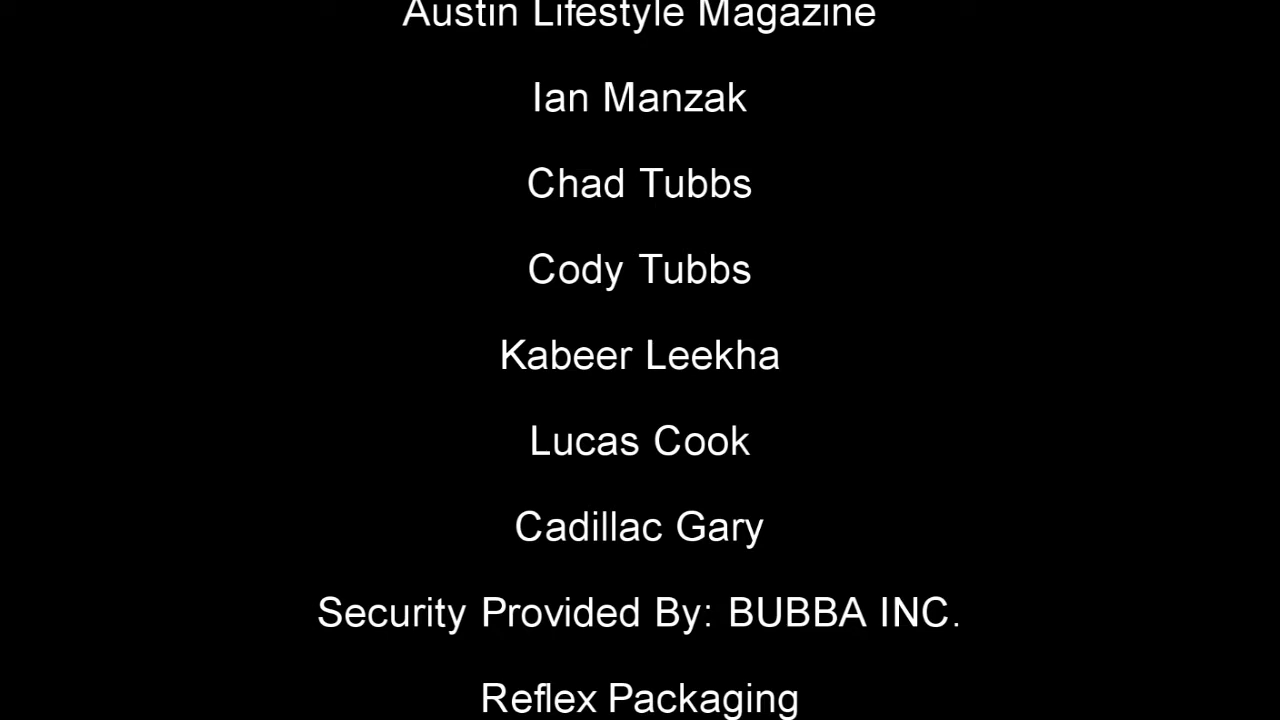 Austin Lifestyle Magazine
Ian Manzak
Chad Tubbs
Cody Tubbs
Kabeer Leekha
Lucas Cook
Cadillac Gary
Security Provided By: BUBBA INC.
Reflex Packaging